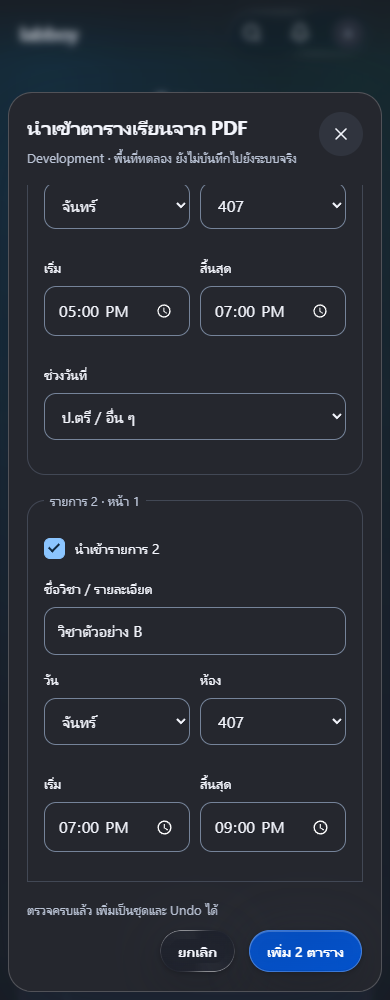 นำเข้าตารางเรียนจาก PDF
Development · พื้นที่ทดลอง ยังไม่บันทึกไปยังระบบจริง
จันทร์ 407
เริ่ม สิ้นสุด
05:00 PM 07:00 PM
ช่วงวันที่
ป.ตรี / อื่น ๆ
รายการ 2 · หน้า 1
นำเข้ารายการ 2
ชื่อวิชา / รายละเอียด
วิชาตัวอย่าง B
วัน ห้อง
จันทร์ 407
เริ่ม สิ้นสุด
07:00 PM 09:00 PM
ตรวจครบแล้ว เพิ่มเป็นชุดและ Undo ได้
ยกเลิก เพิ่ม 2 ตาราง